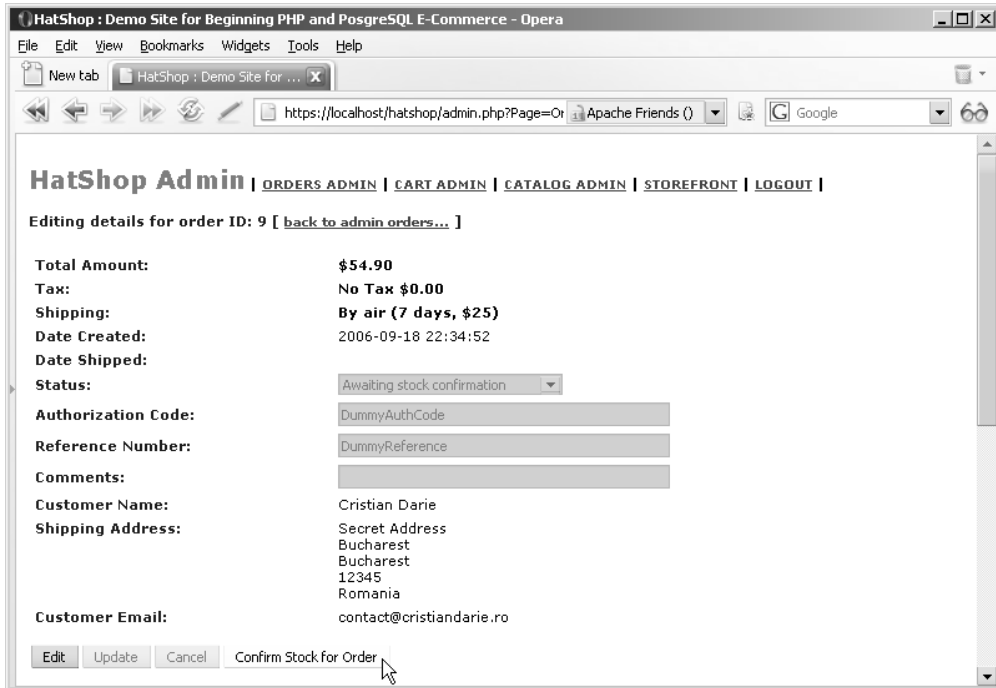 HatShop : Demo Site for Beginning PHP and PosgreSQL E-Commerce - Opera
File Edit View Bookmarks Widgets Tools Help
New tab HatShop : Demo Site for ... X
https://localhost/hatshop/admin.php?Page=Or Apache Friends () G Google
HatShop Admin | ORDERS ADMIN | CART ADMIN | CATALOG ADMIN | STOREFRONT | LOGOUT |
Editing details for order ID: 9 [ back to admin orders... ]
Total Amount: $54.90
Tax: No Tax $0.00
Shipping: By air (7 days, $25)
Date Created: 2006-09-18 22:34:52
Date Shipped:
Status: Awaiting stock confirmation
Authorization Code: DummyAuthCode
Reference Number: DummyReference
Comments:
Customer Name: Cristian Darie
Shipping Address: Secret Address
Bucharest
Bucharest
12345
Romania
Customer Email: contact@cristiandarie.ro
Edit Update Cancel Confirm Stock for Order